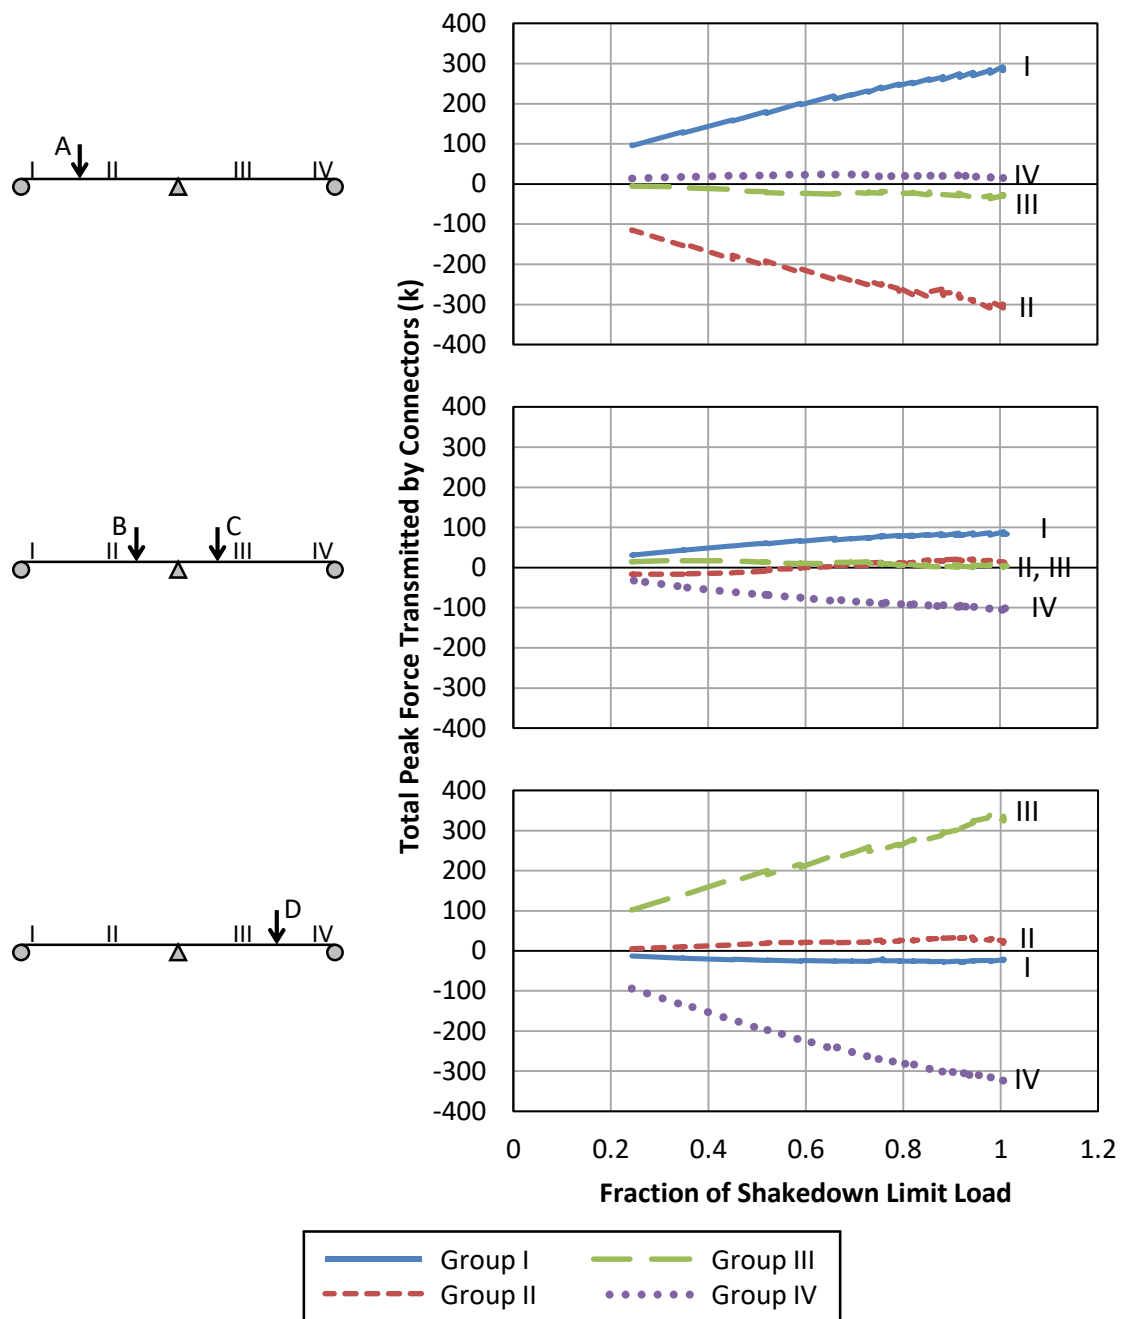 400
300
200
100
0
-100
-200
-300
-400
I
IV
III
II
A
I II III IV
400
300
200
100
0
-100
-200
-300
-400
I
II, III
IV
B C
I II III IV
Total Peak Force Transmitted by Connectors (k)
400
300
200
100
0
-100
-200
-300
-400
III
II
I
IV
D
I II III IV
0 0.2 0.4 0.6 0.8 1 1.2
Fraction of Shakedown Limit Load
Group I Group III
Group II Group IV